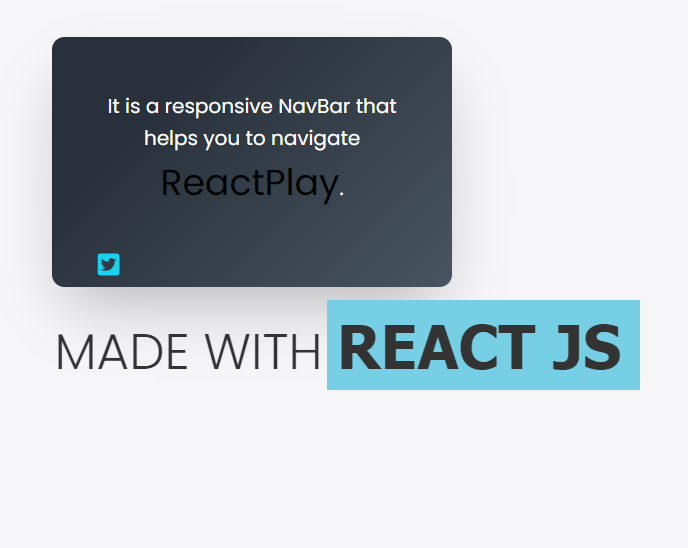 It is a responsive NavBar that
helps you to navigate
ReactPlay.
MADE WITH REACT JS